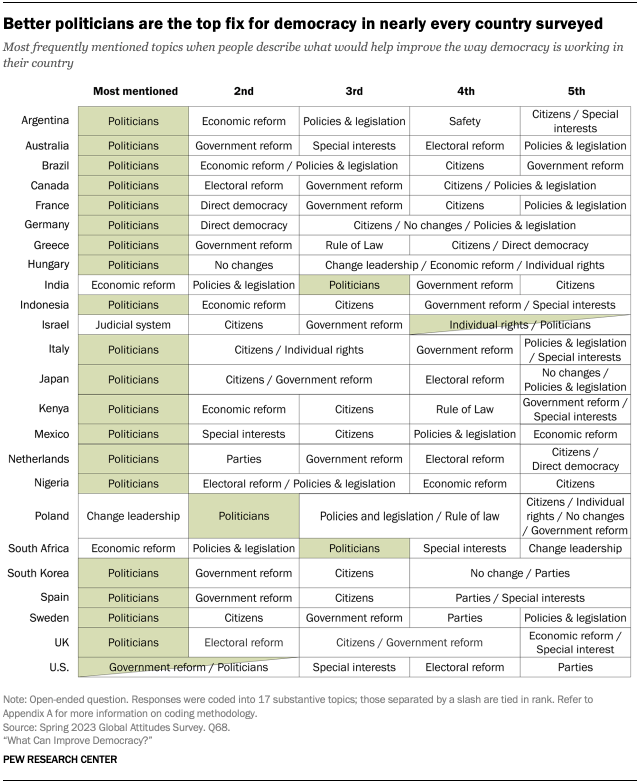 Better politicians are the top fix for democracy in nearly every country surveyed
Most frequently mentioned topics when people describe what would help improve the way democracy is working in
their country
Most mentioned 2nd 3rd 4th 5th
Argentina Politicians Economic reform Policies & legislation Safety Citizens / Special
interests
Australia Politicians Government reform Special interests Electoral reform Policies & legislation
Brazil Politicians Economic reform / Policies & legislation Citizens Government reform
Canada Politicians Electoral reform Government reform Citizens / Policies & legislation
France Politicians Direct democracy Government reform Citizens Policies & legislation
Germany Politicians Direct democracy Citizens / No changes / Policies & legislation
Greece Politicians Government reform Rule of Law Citizens / Direct democracy
Hungary Politicians No changes Change leadership / Economic reform / Individual rights
India Economic reform Policies & legislation Politicians Government reform Citizens
Indonesia Politicians Economic reform Citizens Government reform / Special interests
Israel Judicial system Citizens Government reform Individual rights / Politicians
Italy Politicians Citizens / Individual rights Government reform Policies & legislation
/ Special interests
Japan Politicians Citizens / Government reform Electoral reform No changes /
Policies & legislation
Kenya Politicians Economic reform Citizens Rule of Law Government reform /
Special interests
Mexico Politicians Special interests Citizens Policies & legislation Economic reform
Netherlands Politicians Parties Government reform Electoral reform Citizens /
Direct democracy
Nigeria Politicians Electoral reform / Policies & legislation Economic reform Citizens
Poland Change leadership Politicians Policies and legislation / Rule of law Citizens / Individual
rights / No changes
/ Government reform
South Africa Economic reform Policies & legislation Politicians Special interests Change leadership
South Korea Politicians Government reform Citizens No change / Parties
Spain Politicians Government reform Citizens Parties / Special interests
Sweden Politicians Citizens Government reform Parties Policies & legislation
UK Politicians Electoral reform Citizens / Government reform Economic reform /
Special interest
U.S. Government reform / Politicians Special interests Electoral reform Parties
Note: Open-ended question. Responses were coded into 17 substantive topics; those separated by a slash are tied in rank. Refer to
Appendix A for more information on coding methodology.
Source: Spring 2023 Global Attitudes Survey. Q68.
"What Can Improve Democracy?"
PEW RESEARCH CENTER